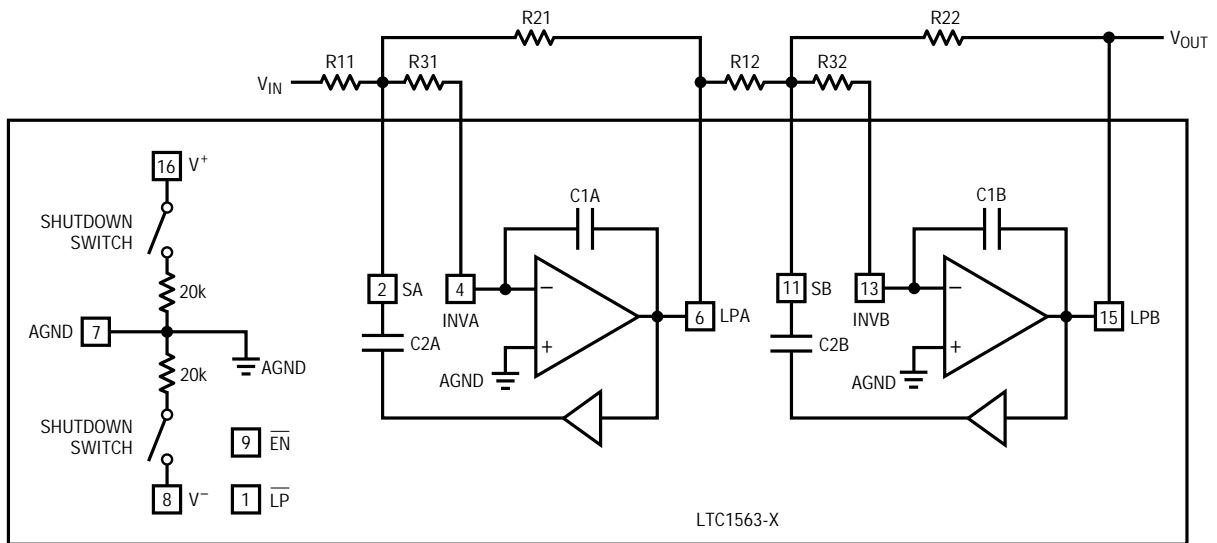 R21
R22
VOUT
R11
R31
R12
R32
VIN
16
V+
C1A
C1B
SHUTDOWN
SWITCH
20k
2
SA
4
INVA
−
+
6
LPA
11
SB
13
INVB
−
+
15
LPB
AGND
7
AGND
C2A
AGND
C2B
AGND
20k
SHUTDOWN
SWITCH
9
EN
8
V−
1
LP
LTC1563-X